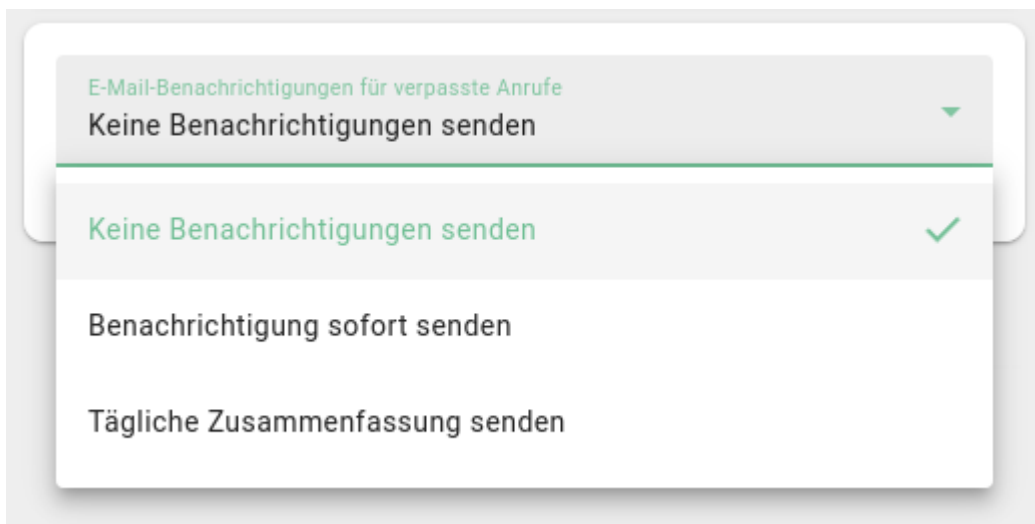 E-Mail-Benachrichtigungen für verpasste Anrufe
Keine Benachrichtigungen senden
Keine Benachrichtigungen senden
Benachrichtigung sofort senden
Tägliche Zusammenfassung senden